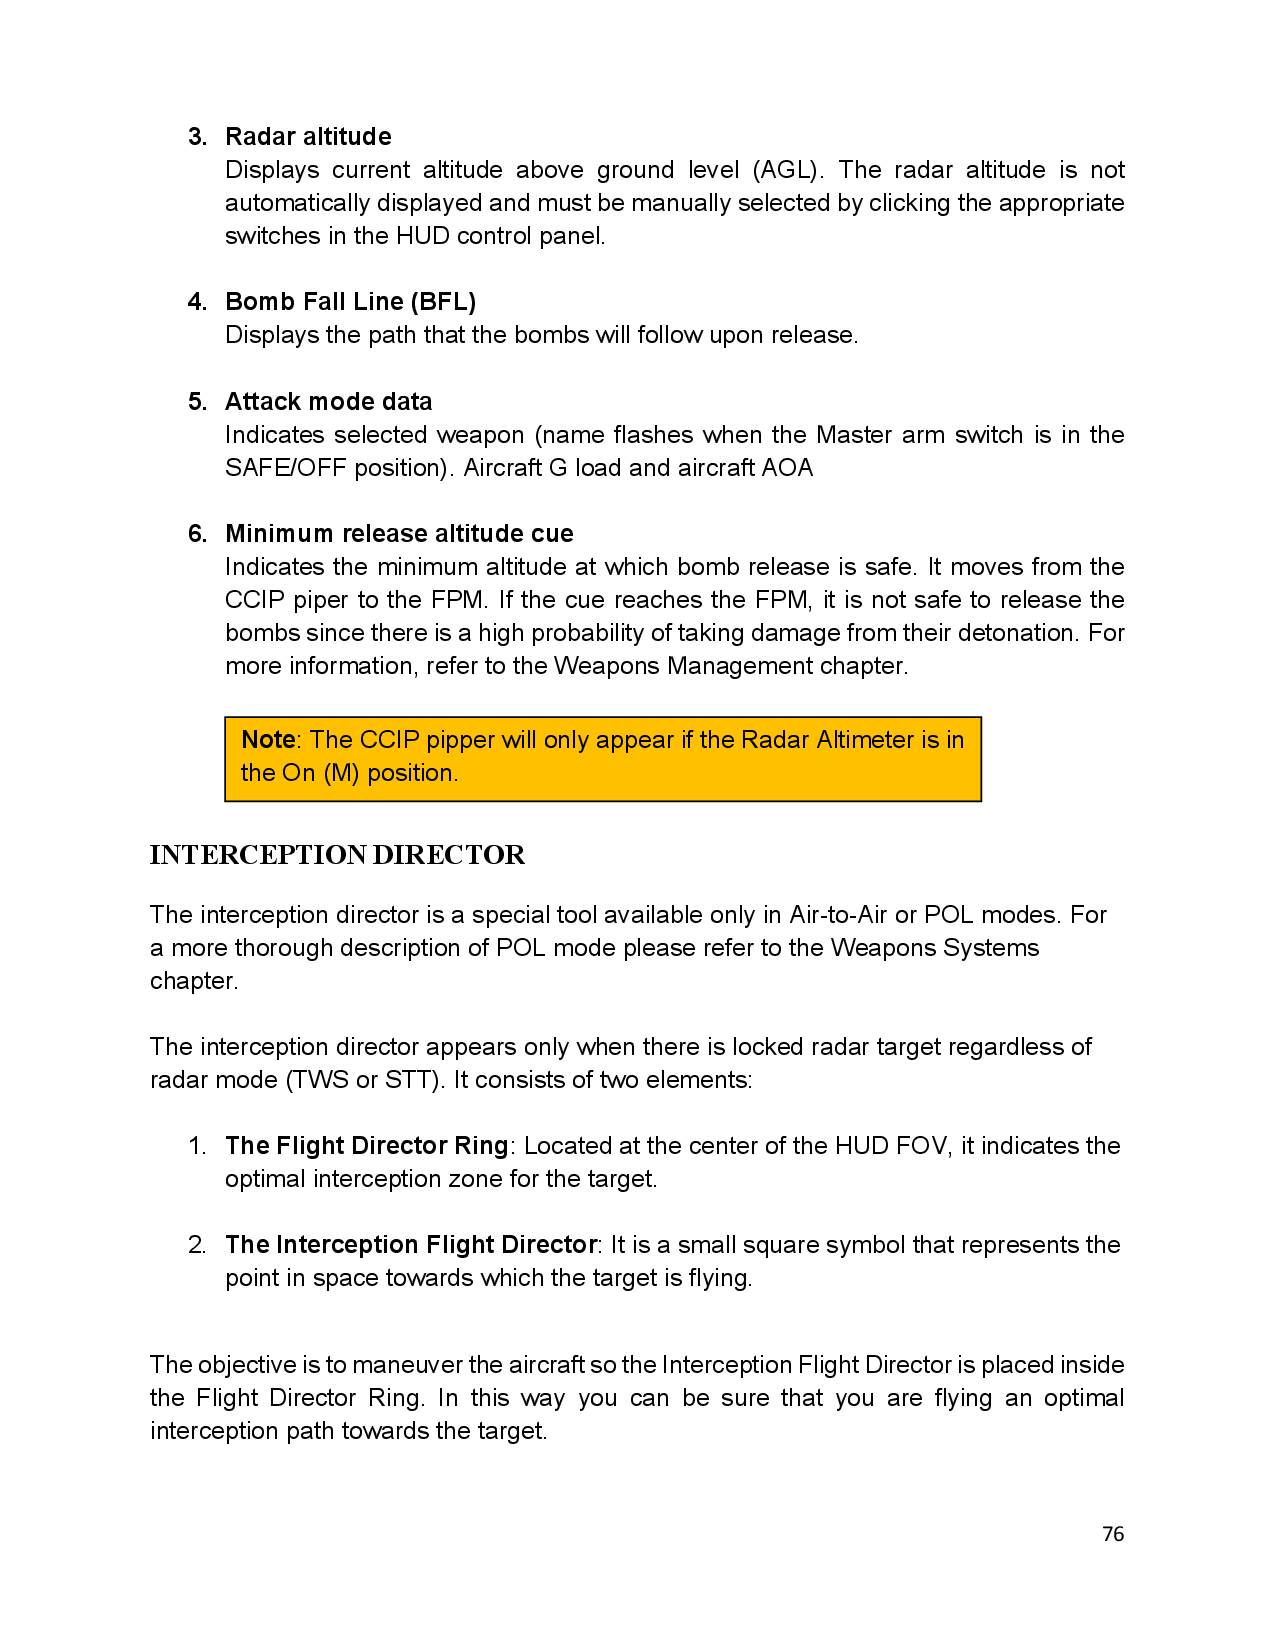 3. Radar altitude
Displays current altitude above ground level (AGL). The radar altitude is not
automatically displayed and must be manually selected by clicking the appropriate
switches in the HUD control panel.
4. Bomb Fall Line (BFL)
Displays the path that the bombs will follow upon release.
5. Attack mode data
Indicates selected weapon (name flashes when the Master arm switch is in the
SAFE/OFF position). Aircraft G load and aircraft AOA
6. Minimum release altitude cue
Indicates the minimum altitude at which bomb release is safe. It moves from the
CCIP piper to the FPM. If the cue reaches the FPM, it is not safe to release the
bombs since there is a high probability of taking damage from their detonation. For
more information, refer to the Weapons Management chapter.
Note: The CCIP pipper will only appear if the Radar Altimeter is in
the On (M) position.
INTERCEPTION DIRECTOR
The interception director is a special tool available only in Air-to-Air or POL modes. For
a more thorough description of POL mode please refer to the Weapons Systems
chapter.
The interception director appears only when there is locked radar target regardless of
radar mode (TWS or STT). It consists of two elements:
1. The Flight Director Ring: Located at the center of the HUD FOV, it indicates the
optimal interception zone for the target.
2. The Interception Flight Director: It is a small square symbol that represents the
point in space towards which the target is flying.
The objective is to maneuver the aircraft so the Interception Flight Director is placed inside
the Flight Director Ring. In this way you can be sure that you are flying an optimal
interception path towards the target.
76